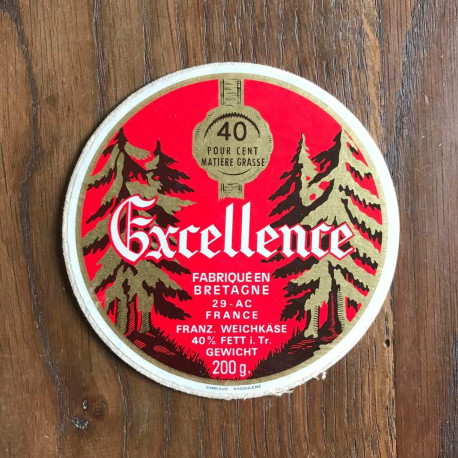 40
POUR CENT
MATIÈRE GRASSE
Excellence
FABRIQUÉ EN
BRETAGNE
29-AC
FRANCE
FRANZ. WEICHKÄSE
40% FETT i. Tr.
GEWICHT
200 g.